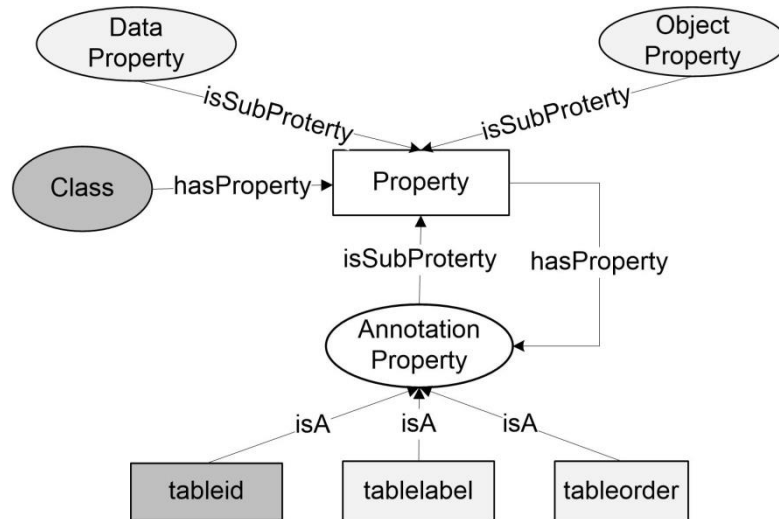 Data
Property
Object
Property
isSubProterty
isSubProterty
Class
hasProperty
Property
isSubProterty
hasProperty
Annotation
Property
isA
isA
isA
tableid
tablelabel
tableorder